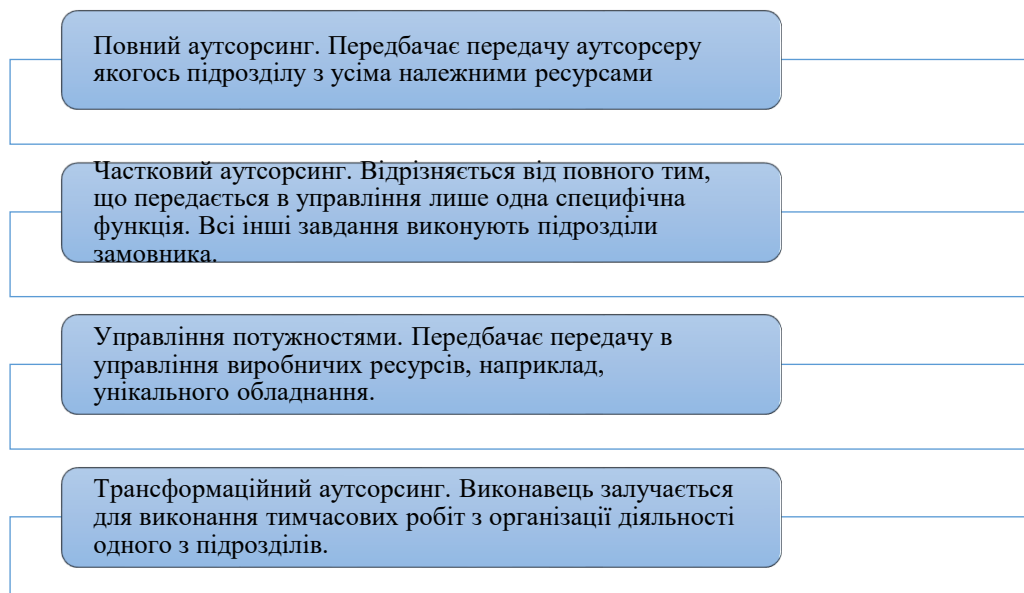 Повний аутсорсинг. Передбачає передачу аутсорсеру
якогось підрозділу з усіма належними ресурсами
Частковий аутсорсинг. Відрізняється від повного тим,
що передається в управління лише одна специфічна
функція. Всі інші завдання виконують підрозділи
замовника.
Управління потужностями. Передбачає передачу в
управління виробничих ресурсів, наприклад,
унікального обладнання.
Трансформаційний аутсорсинг. Виконавець залучається
для виконання тимчасових робіт з організації діяльності
одного з підрозділів.